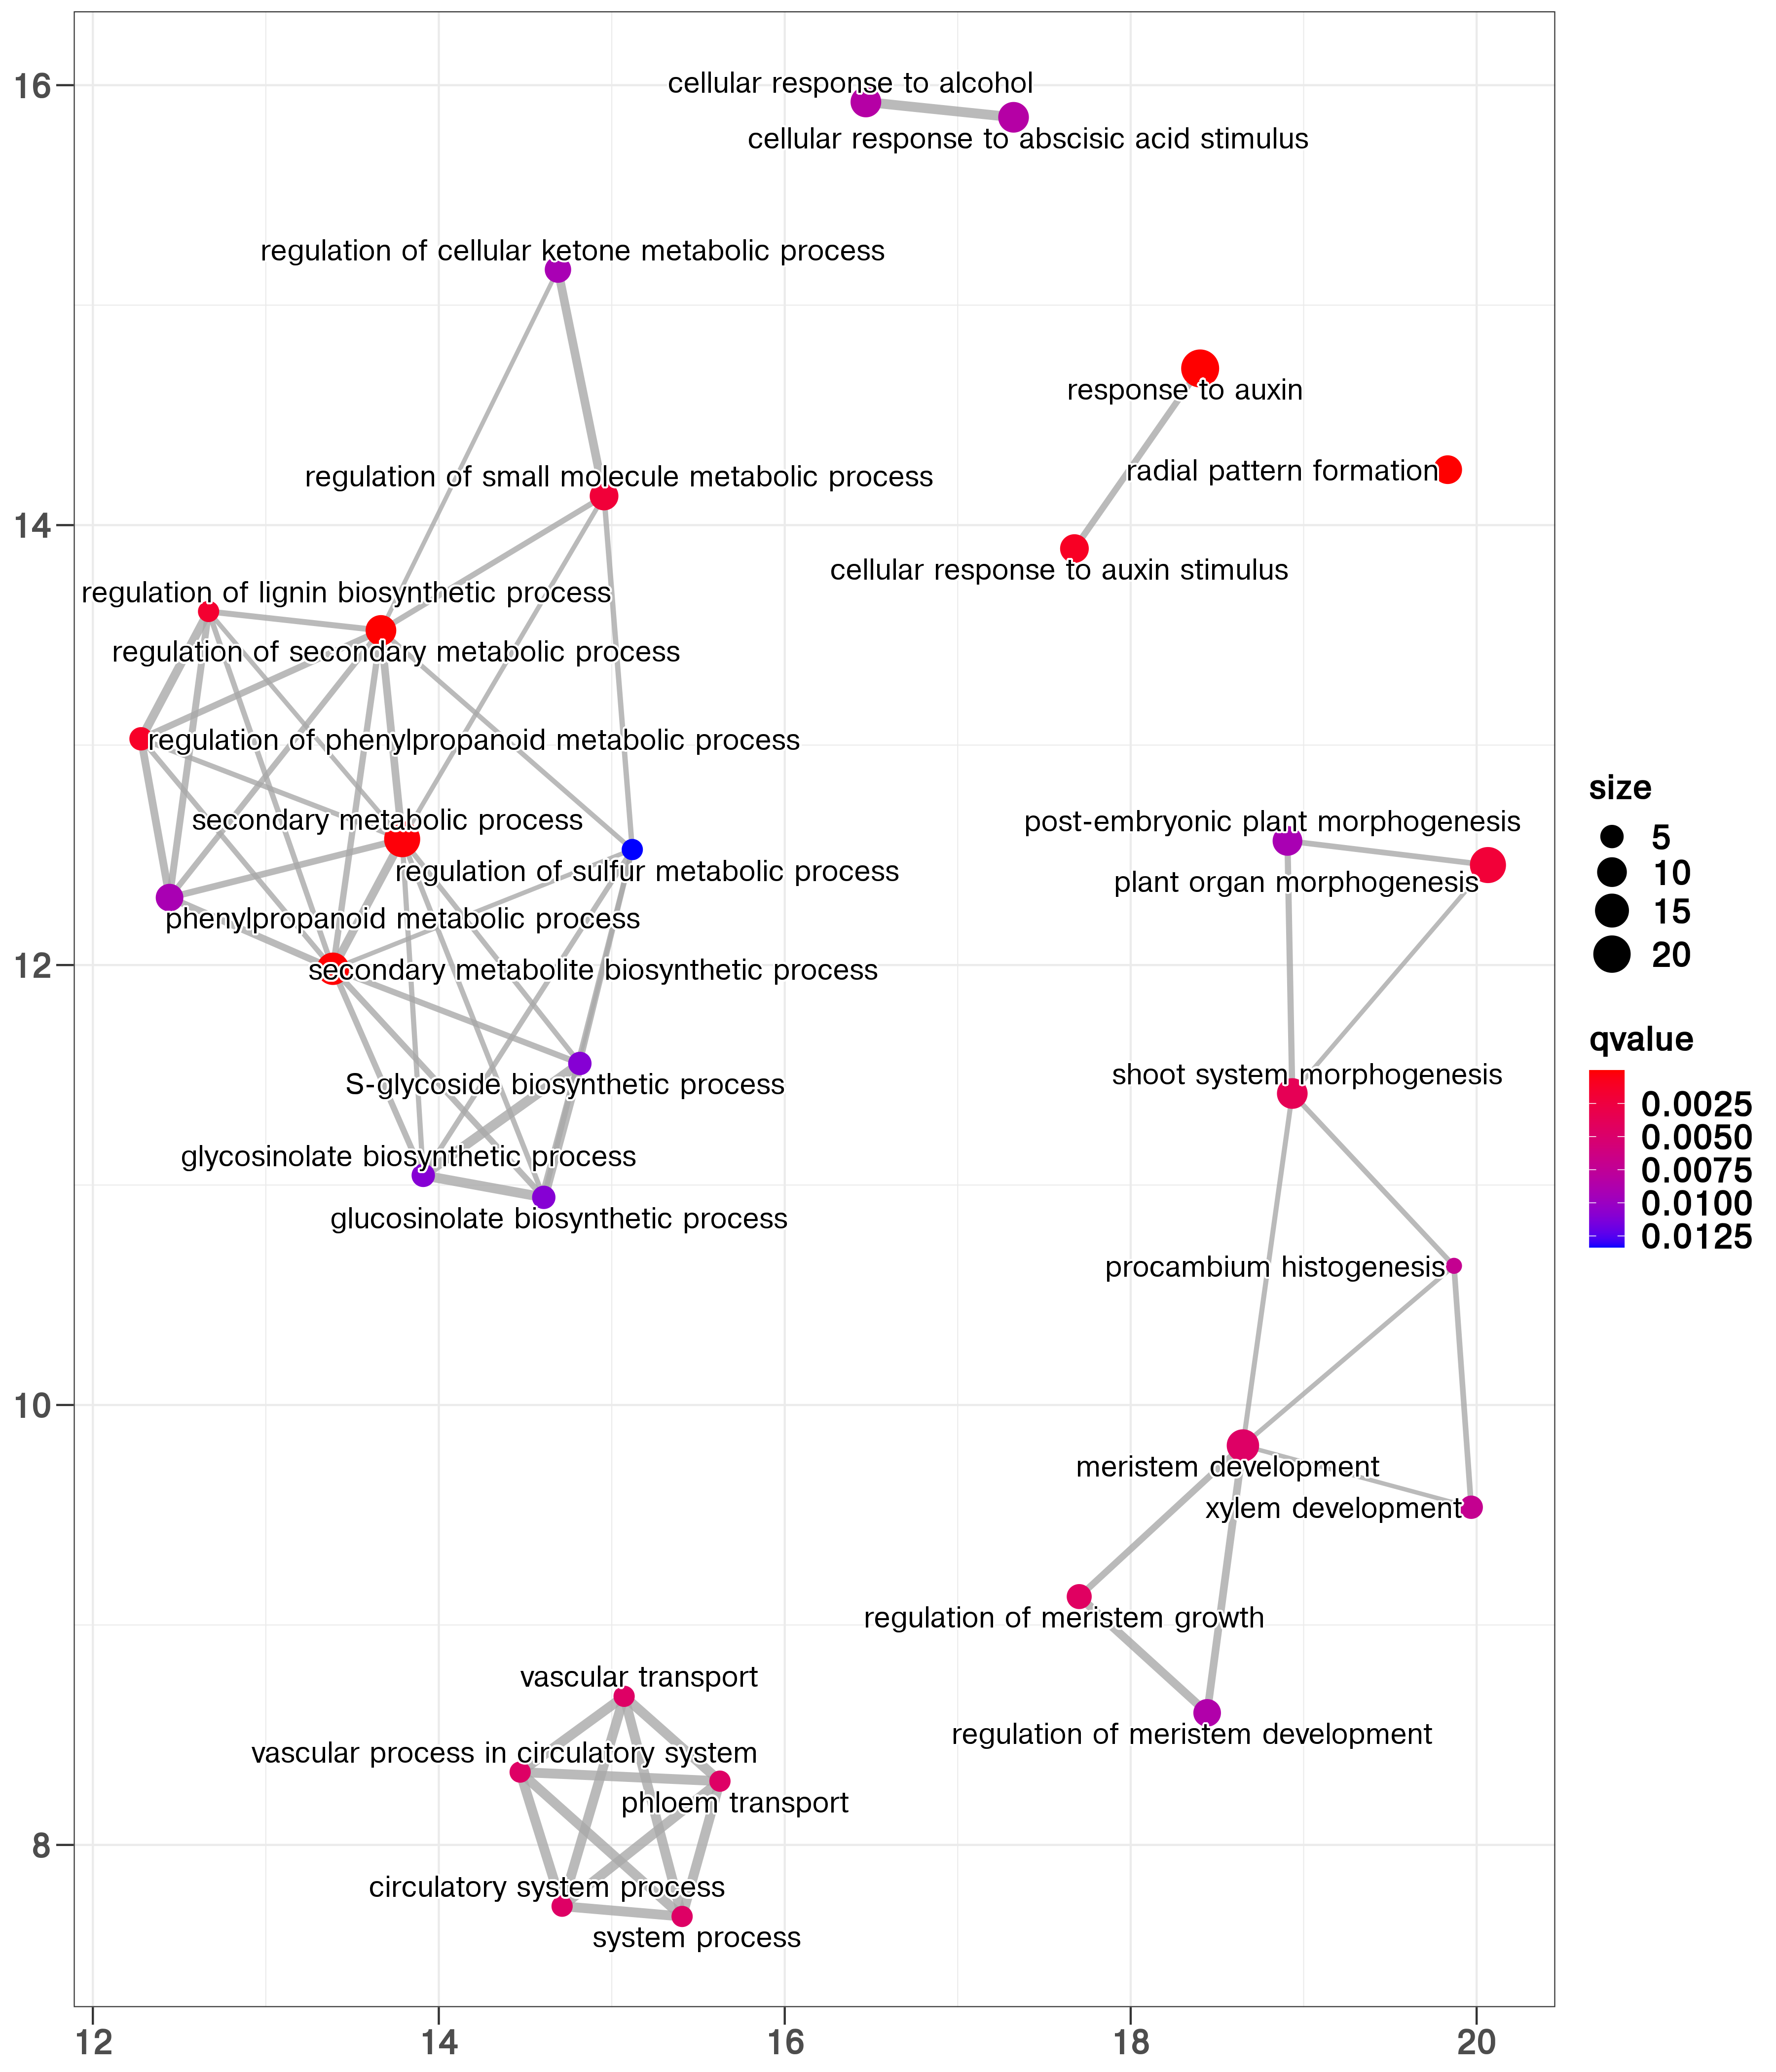 16
cellular response to alcohol
cellular response to abscisic acid stimulus
regulation of cellular ketone metabolic process
response to auxin
radial pattern formation
regulation of small molecule metabolic process
14
cellular response to auxin stimulus
regulation of lignin biosynthetic process
regulation of secondary metabolic process
regulation of phenylpropanoid metabolic process
secondary metabolic process
post-embryonic plant morphogenesis
regulation of sulfur metabolic process
plant organ morphogenesis
phenylpropanoid metabolic process
12
secondary metabolite biosynthetic process
shoot system morphogenesis
S-glycoside biosynthetic process
glycosinolate biosynthetic process
glucosinolate biosynthetic process
procambium histogenesis
10
meristem development
xylem development
regulation of meristem growth
vascular transport
regulation of meristem development
vascular process in circulatory system
phloem transport
8
circulatory system process
system process
12 14 16 18 20
size
5
10
15
20
qvalue
0.0025
0.0050
0.0075
0.0100
0.0125